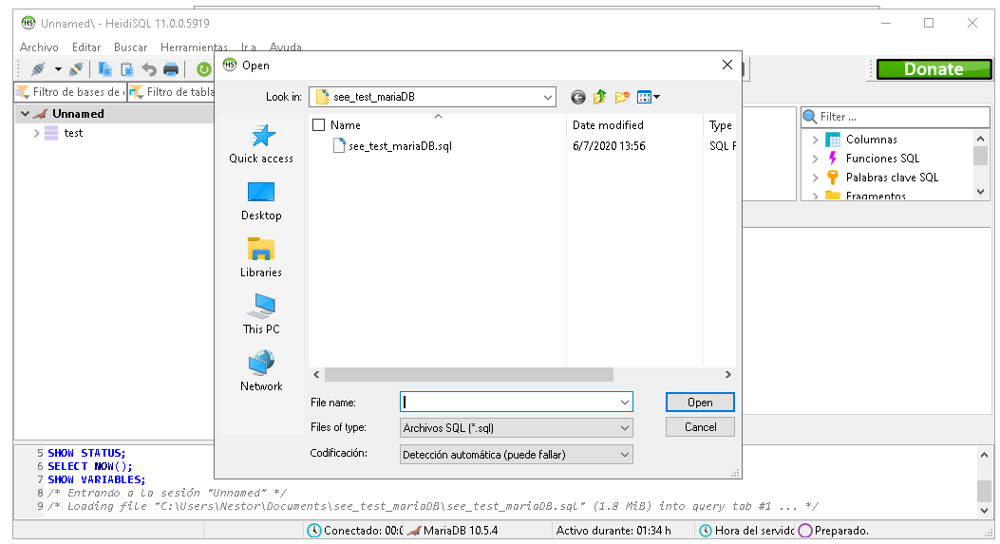 Unnamed\ - HeidiSQL 11.0.0.5919
Archivo Editar Buscar Herramientas Ir a Ayuda
Donate
Filtro de bases de
Filtro de tabla
Unnamed
test
Open
Look in: see_test_mariaDB
Name Date modified Type
see_test_mariaDB.sql 6/7/2020 13:56 SQL F
Quick access
Desktop
Libraries
This PC
Network
File name:
Open
Files of type: Archivos SQL (*.sql)
Cancel
Codificación: Detección automática (puede fallar)
Filter ...
Columnas
Funciones SQL
Palabras clave SQL
Fragmentos
5 SHOW STATUS;
6 SELECT NOW();
7 SHOW VARIABLES;
8 /* Entrando a la sesión "Unnamed" */
9 /* Loading file "C:\Users\Nestor\Documents\see_test_mariaDB\see_test_mariaDB.sql" (1.8 MiB) into query tab #1 ... */
Conectado: 00:0 MariaDB 10.5.4 Activo durante: 01:34 h Hora del servido Preparado.